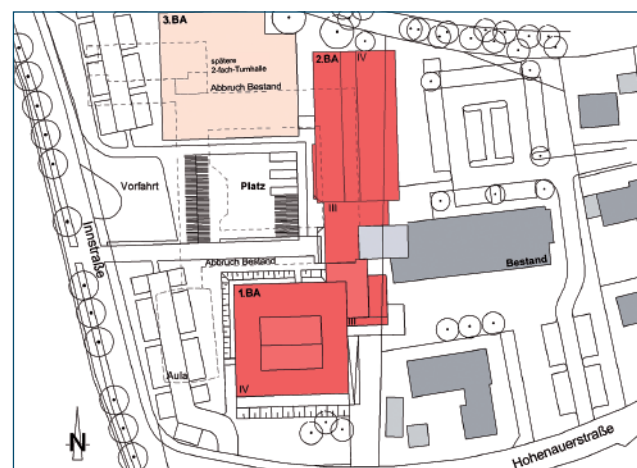 3.BA
spätere
2-fach-Turnhalle
Abbruch Bestand
2.BA
IV
Vorfahrt
Platz
Innstraße
III
Abbruch Bestand
Bestand
1.BA
III
Aula
IV
N
Hohenauerstraße